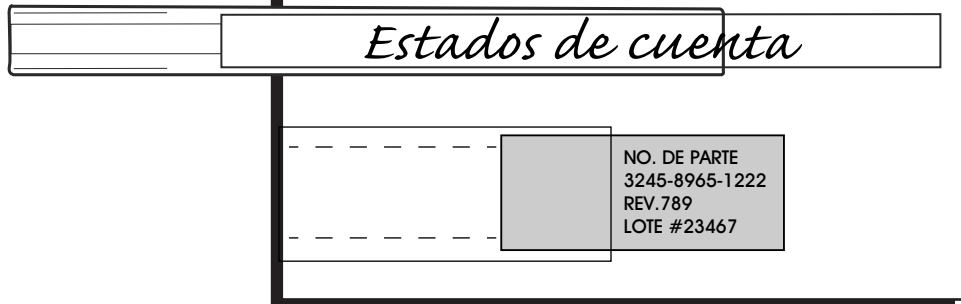 Estados de cuenta
NO. DE PARTE
3245-8965-1222
REV.789
LOTE #23467